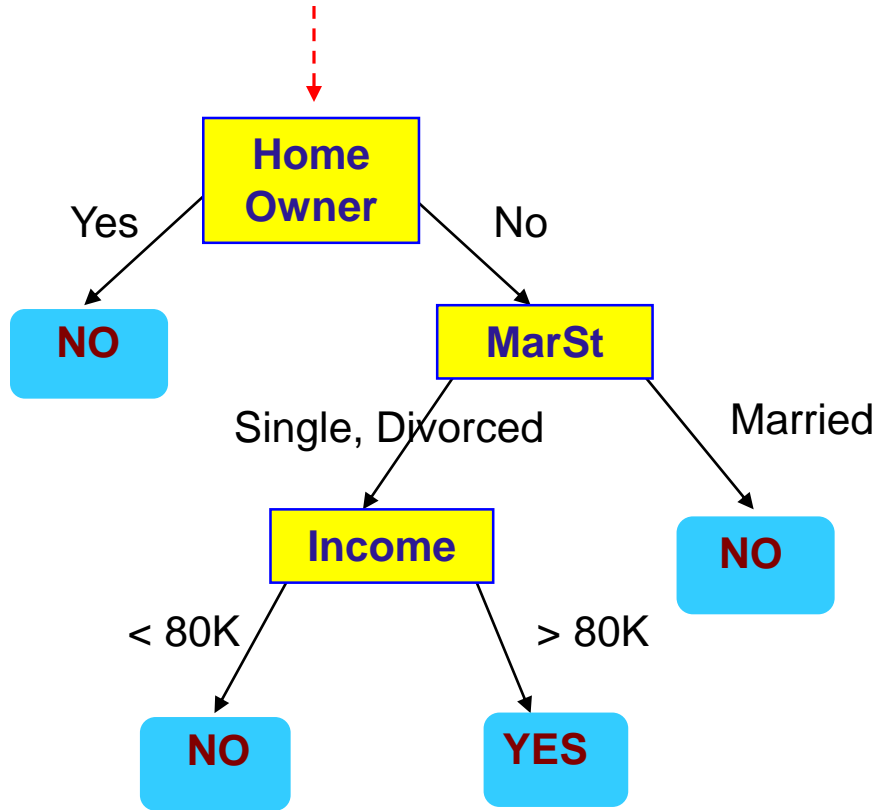 Home
Owner
Yes
No
NO
MarSt
Single, Divorced
Married
Income
NO
< 80K
> 80K
NO
YES